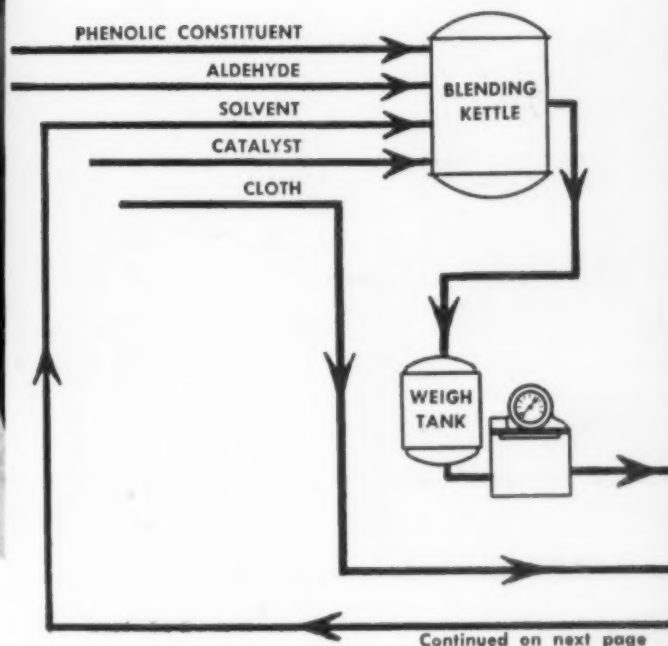 PHENOLIC CONSTITUENT
ALDEHYDE
SOLVENT
CATALYST
CLOTH
BLENDING
KETTLE
WEIGH
TANK
Continued on next page